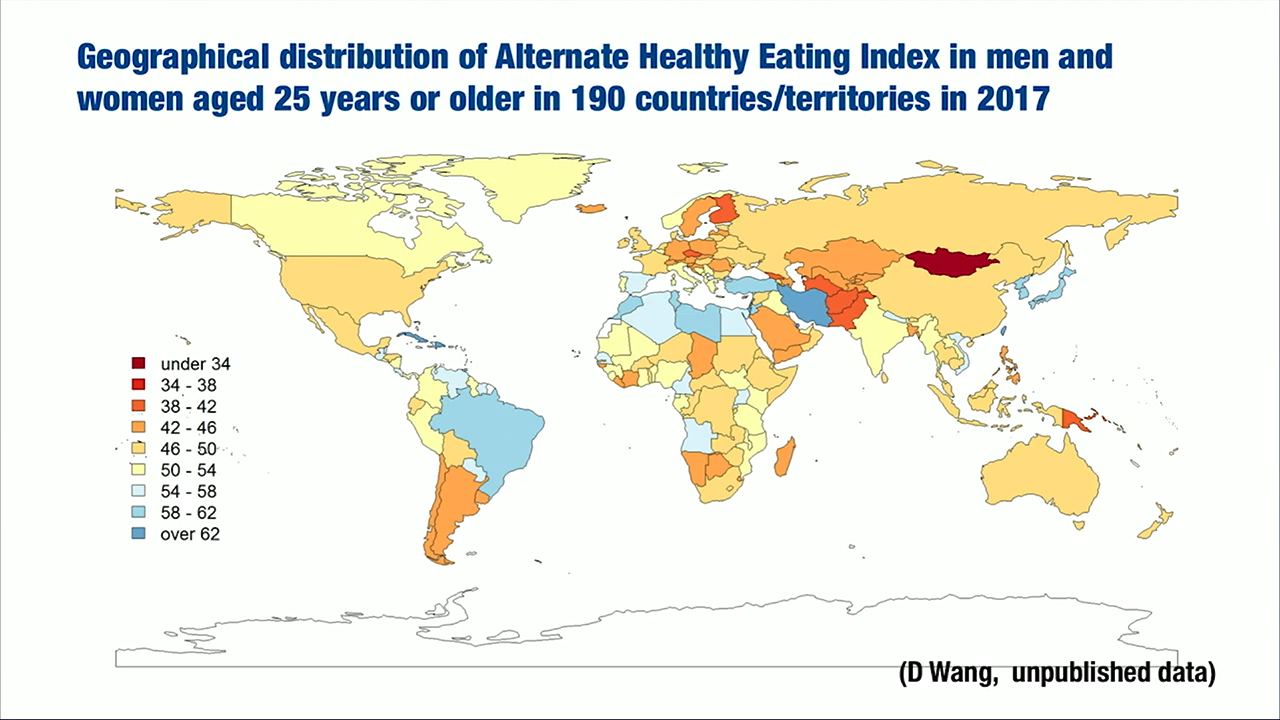 Geographical distribution of Alternate Healthy Eating Index in men and
women aged 25 years or older in 190 countries/territories in 2017
under 34
34 - 38
38 - 42
42 - 46
46 - 50
50 - 54
54 - 58
58 - 62
over 62
(D Wang, unpublished data)